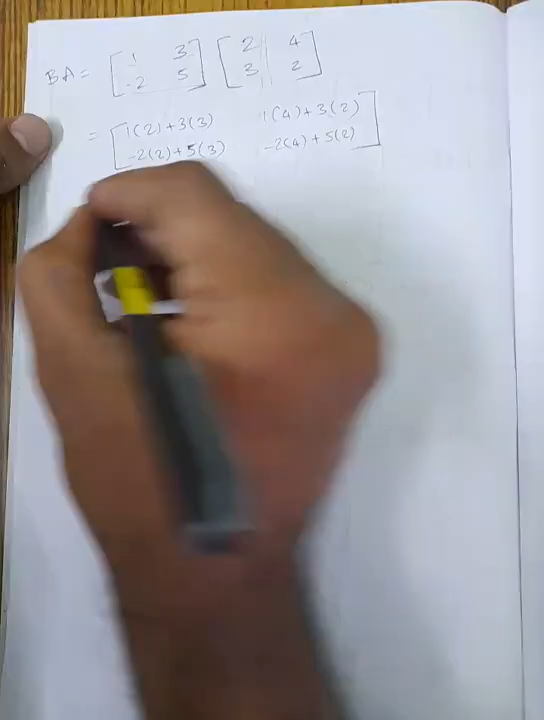 BA = [ 1 3 ] [ 2 4 ]
[ -2 5 ] [ 3 2 ]
= [ 1(2)+3(3) 1(4)+3(2) ]
[ -2(2)+5(3) -2(4)+5(2) ]